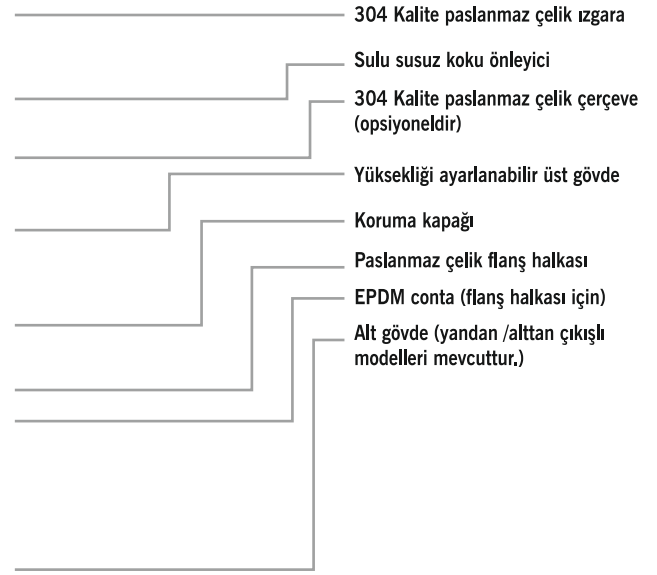 304 Kalite paslanmaz çelik ızgara
Sulu susuz koku önleyici
304 Kalite paslanmaz çelik çerçeve
(opsiyoneldir)
Yüksekliği ayarlanabilir üst gövde
Koruma kapağı
Paslanmaz çelik flanş halkası
EPDM conta (flanş halkası için)
Alt gövde (yandan /alttan çıkışlı
modelleri mevcuttur.)